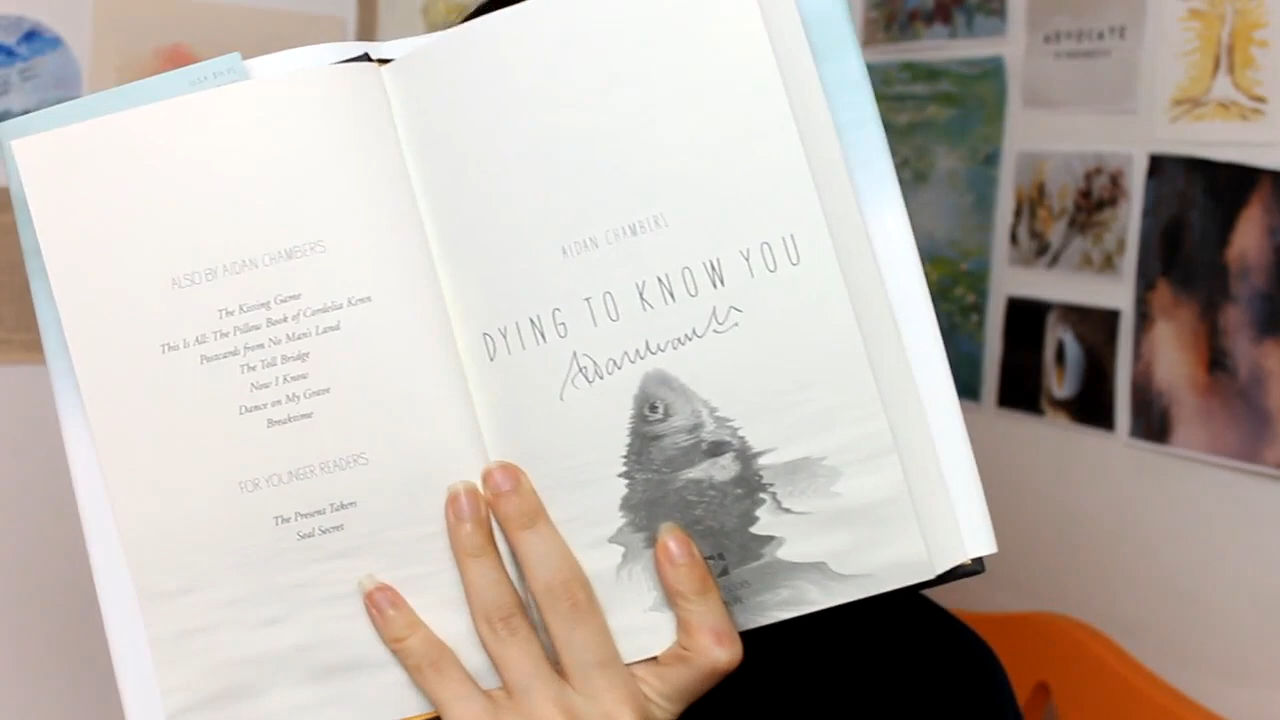 ALSO BY AIDAN CHAMBERS
The Kissing Game
This Is All: The Pillow Book of Cordelia Kenn
Postcards from No Man's Land
The Toll Bridge
Now I Know
Dance on My Grave
Breaktime
FOR YOUNGER READERS
The Present Takers
Seal Secret
AIDAN CHAMBERS
DYING TO KNOW YOU
ADVOCATE